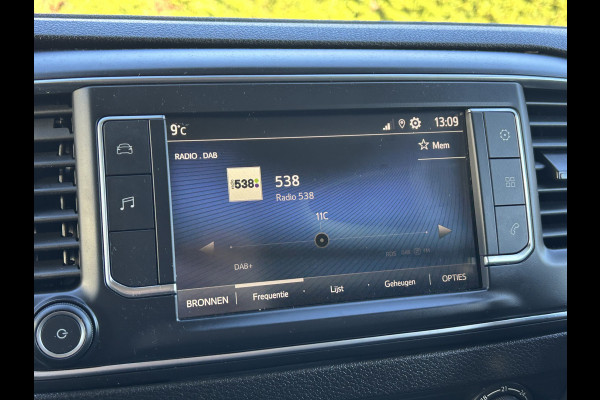 9°C 13:09
RADIO . DAB ☆ Mem
538 538
Radio 538
11C
DAB+
BRONNEN Frequentie Lijst Geheugen OPTIES